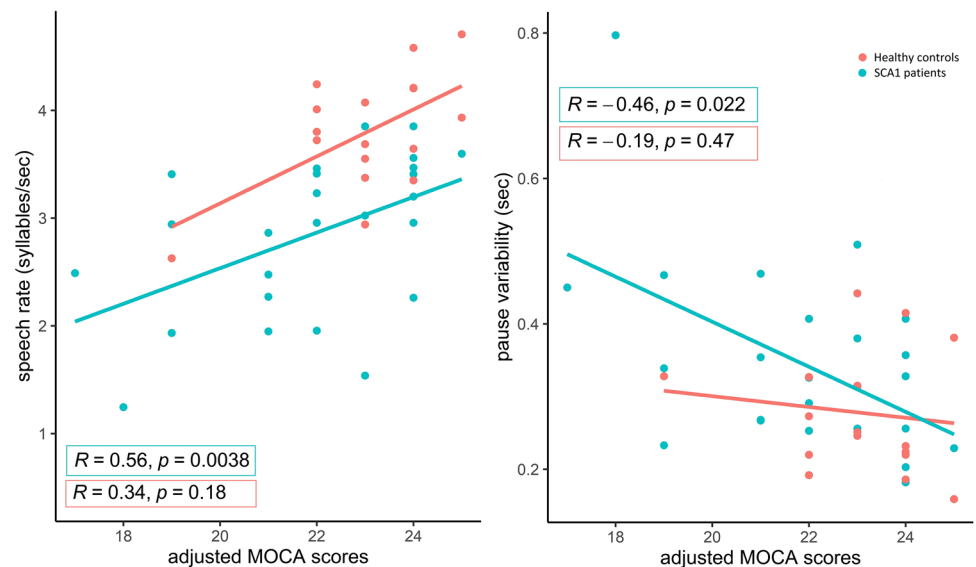 4
3
2
1
speech rate (syllables/sec)
R = 0.56, p = 0.0038
R = 0.34, p = 0.18
18 20 22 24
adjusted MOCA scores
0.8
0.6
0.4
0.2
pause variability (sec)
Healthy controls
SCA1 patients
R = −0.46, p = 0.022
R = −0.19, p = 0.47
18 20 22 24
adjusted MOCA scores